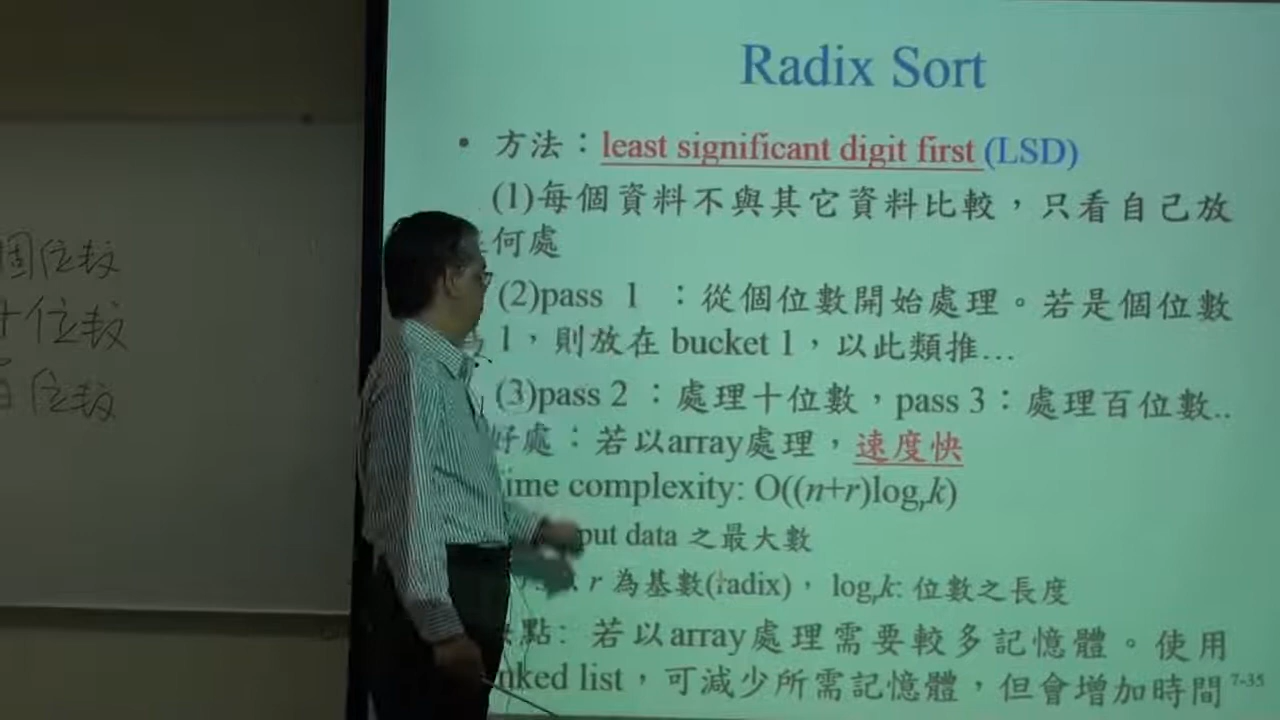 Radix Sort
• 方法：least significant digit first (LSD)
(1)每個資料不與其它資料比較，只看自己放
何處
(2)pass 1 ：從個位數開始處理。若是個位數
1，則放在 bucket 1，以此類推…
(3)pass 2 ：處理十位數，pass 3：處理百位數..
好處：若以array處理，速度快
time complexity: O((n+r)logrk)
put data 之最大數
r 為基數(radix)， logrk: 位數之長度
點: 若以array處理需要較多記憶體。使用
nked list，可減少所需記憶體，但會增加時間
7-35
個位数
十位数
百位数